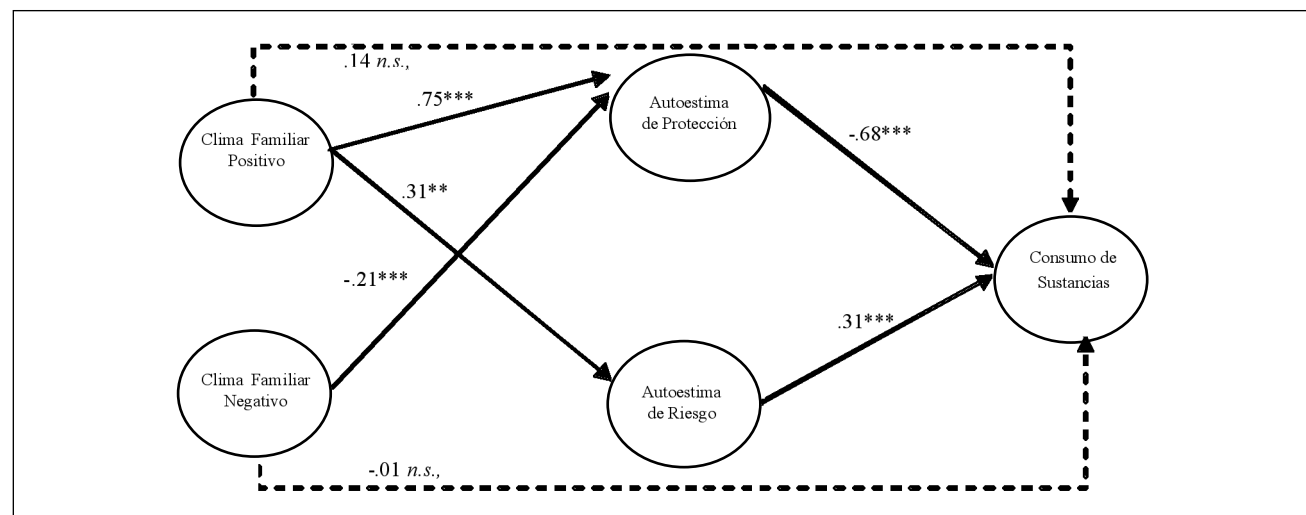 .14 n.s.,
.75***
Autoestima
de Protección
Clima Familiar
Positivo
-.68***
.31**
Consumo de
Sustancias
-.21***
.31***
Clima Familiar
Negativo
Autoestima
de Riesgo
-.01 n.s.,